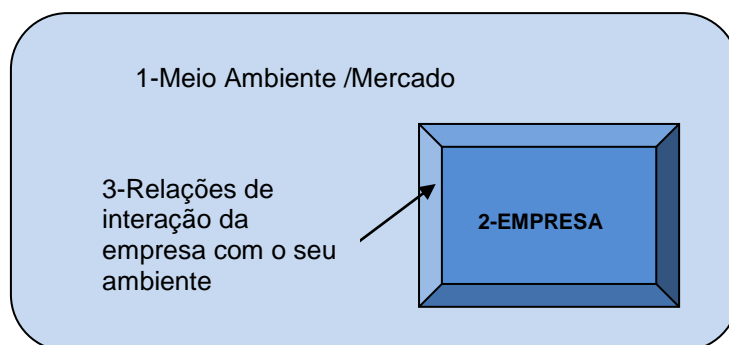 1-Meio Ambiente /Mercado
3-Relações de
interação da
empresa com o seu
ambiente
2-EMPRESA